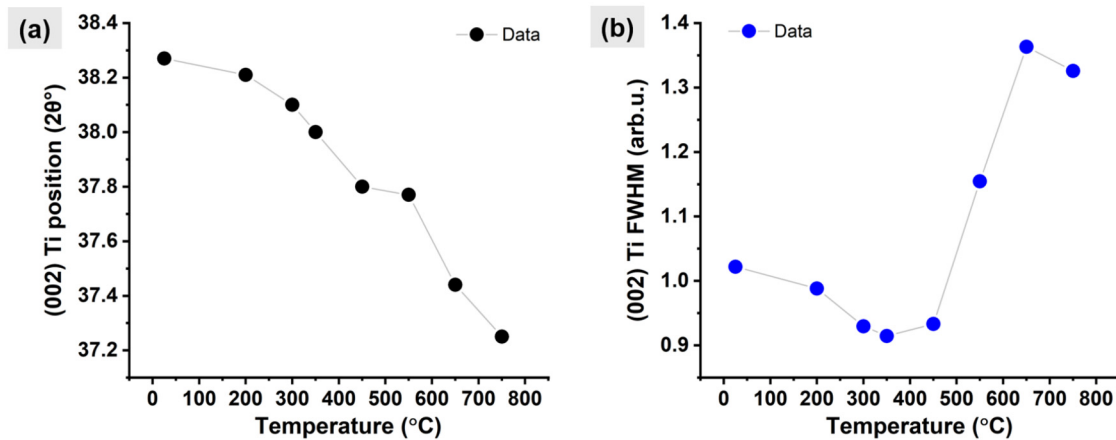 (a)
Data
(002) Ti position (2θ°)
38.4
38.2
38.0
37.8
37.6
37.4
37.2
0 100 200 300 400 500 600 700 800
Temperature (°C)
(b)
Data
(002) Ti FWHM (arb.u.)
1.4
1.3
1.2
1.1
1.0
0.9
0 100 200 300 400 500 600 700 800
Temperature (°C)